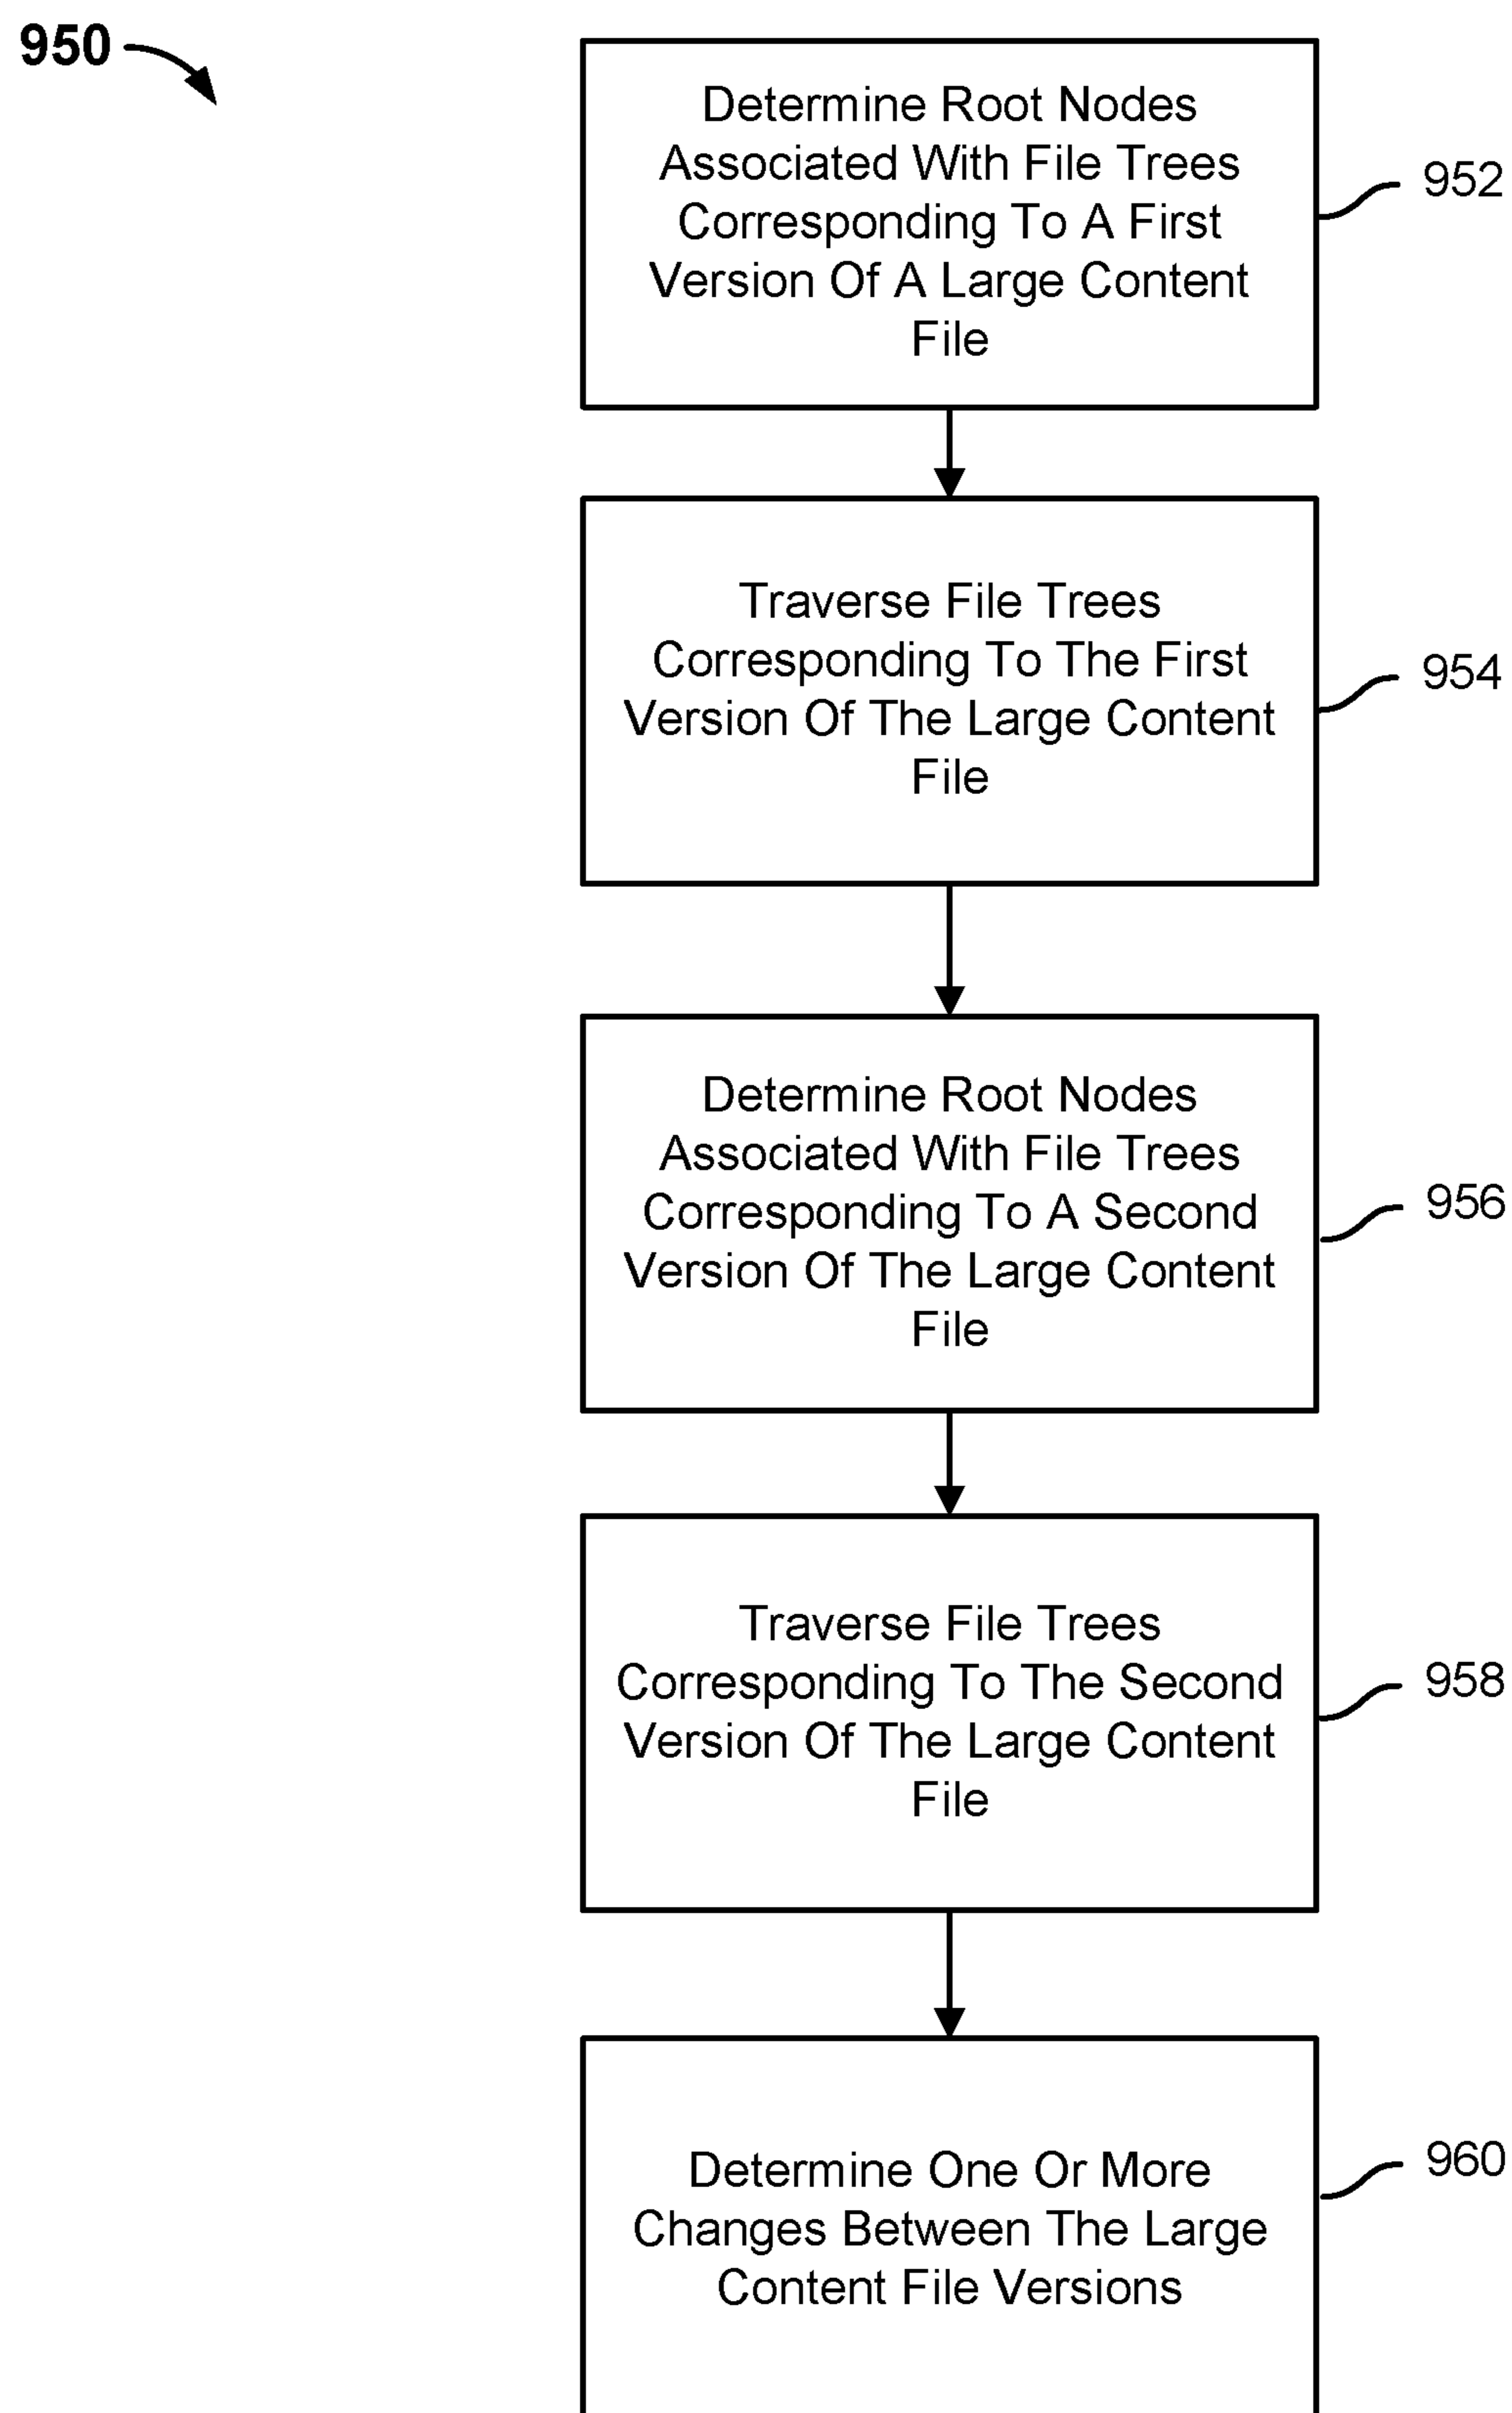 950
Determine Root Nodes
Associated With File Trees
Corresponding To A First
Version Of A Large Content
File
952
Traverse File Trees
Corresponding To The First
Version Of The Large Content
File
954
Determine Root Nodes
Associated With File Trees
Corresponding To A Second
Version Of The Large Content
File
956
Traverse File Trees
Corresponding To The Second
Version Of The Large Content
File
958
Determine One Or More
Changes Between The Large
Content File Versions
960